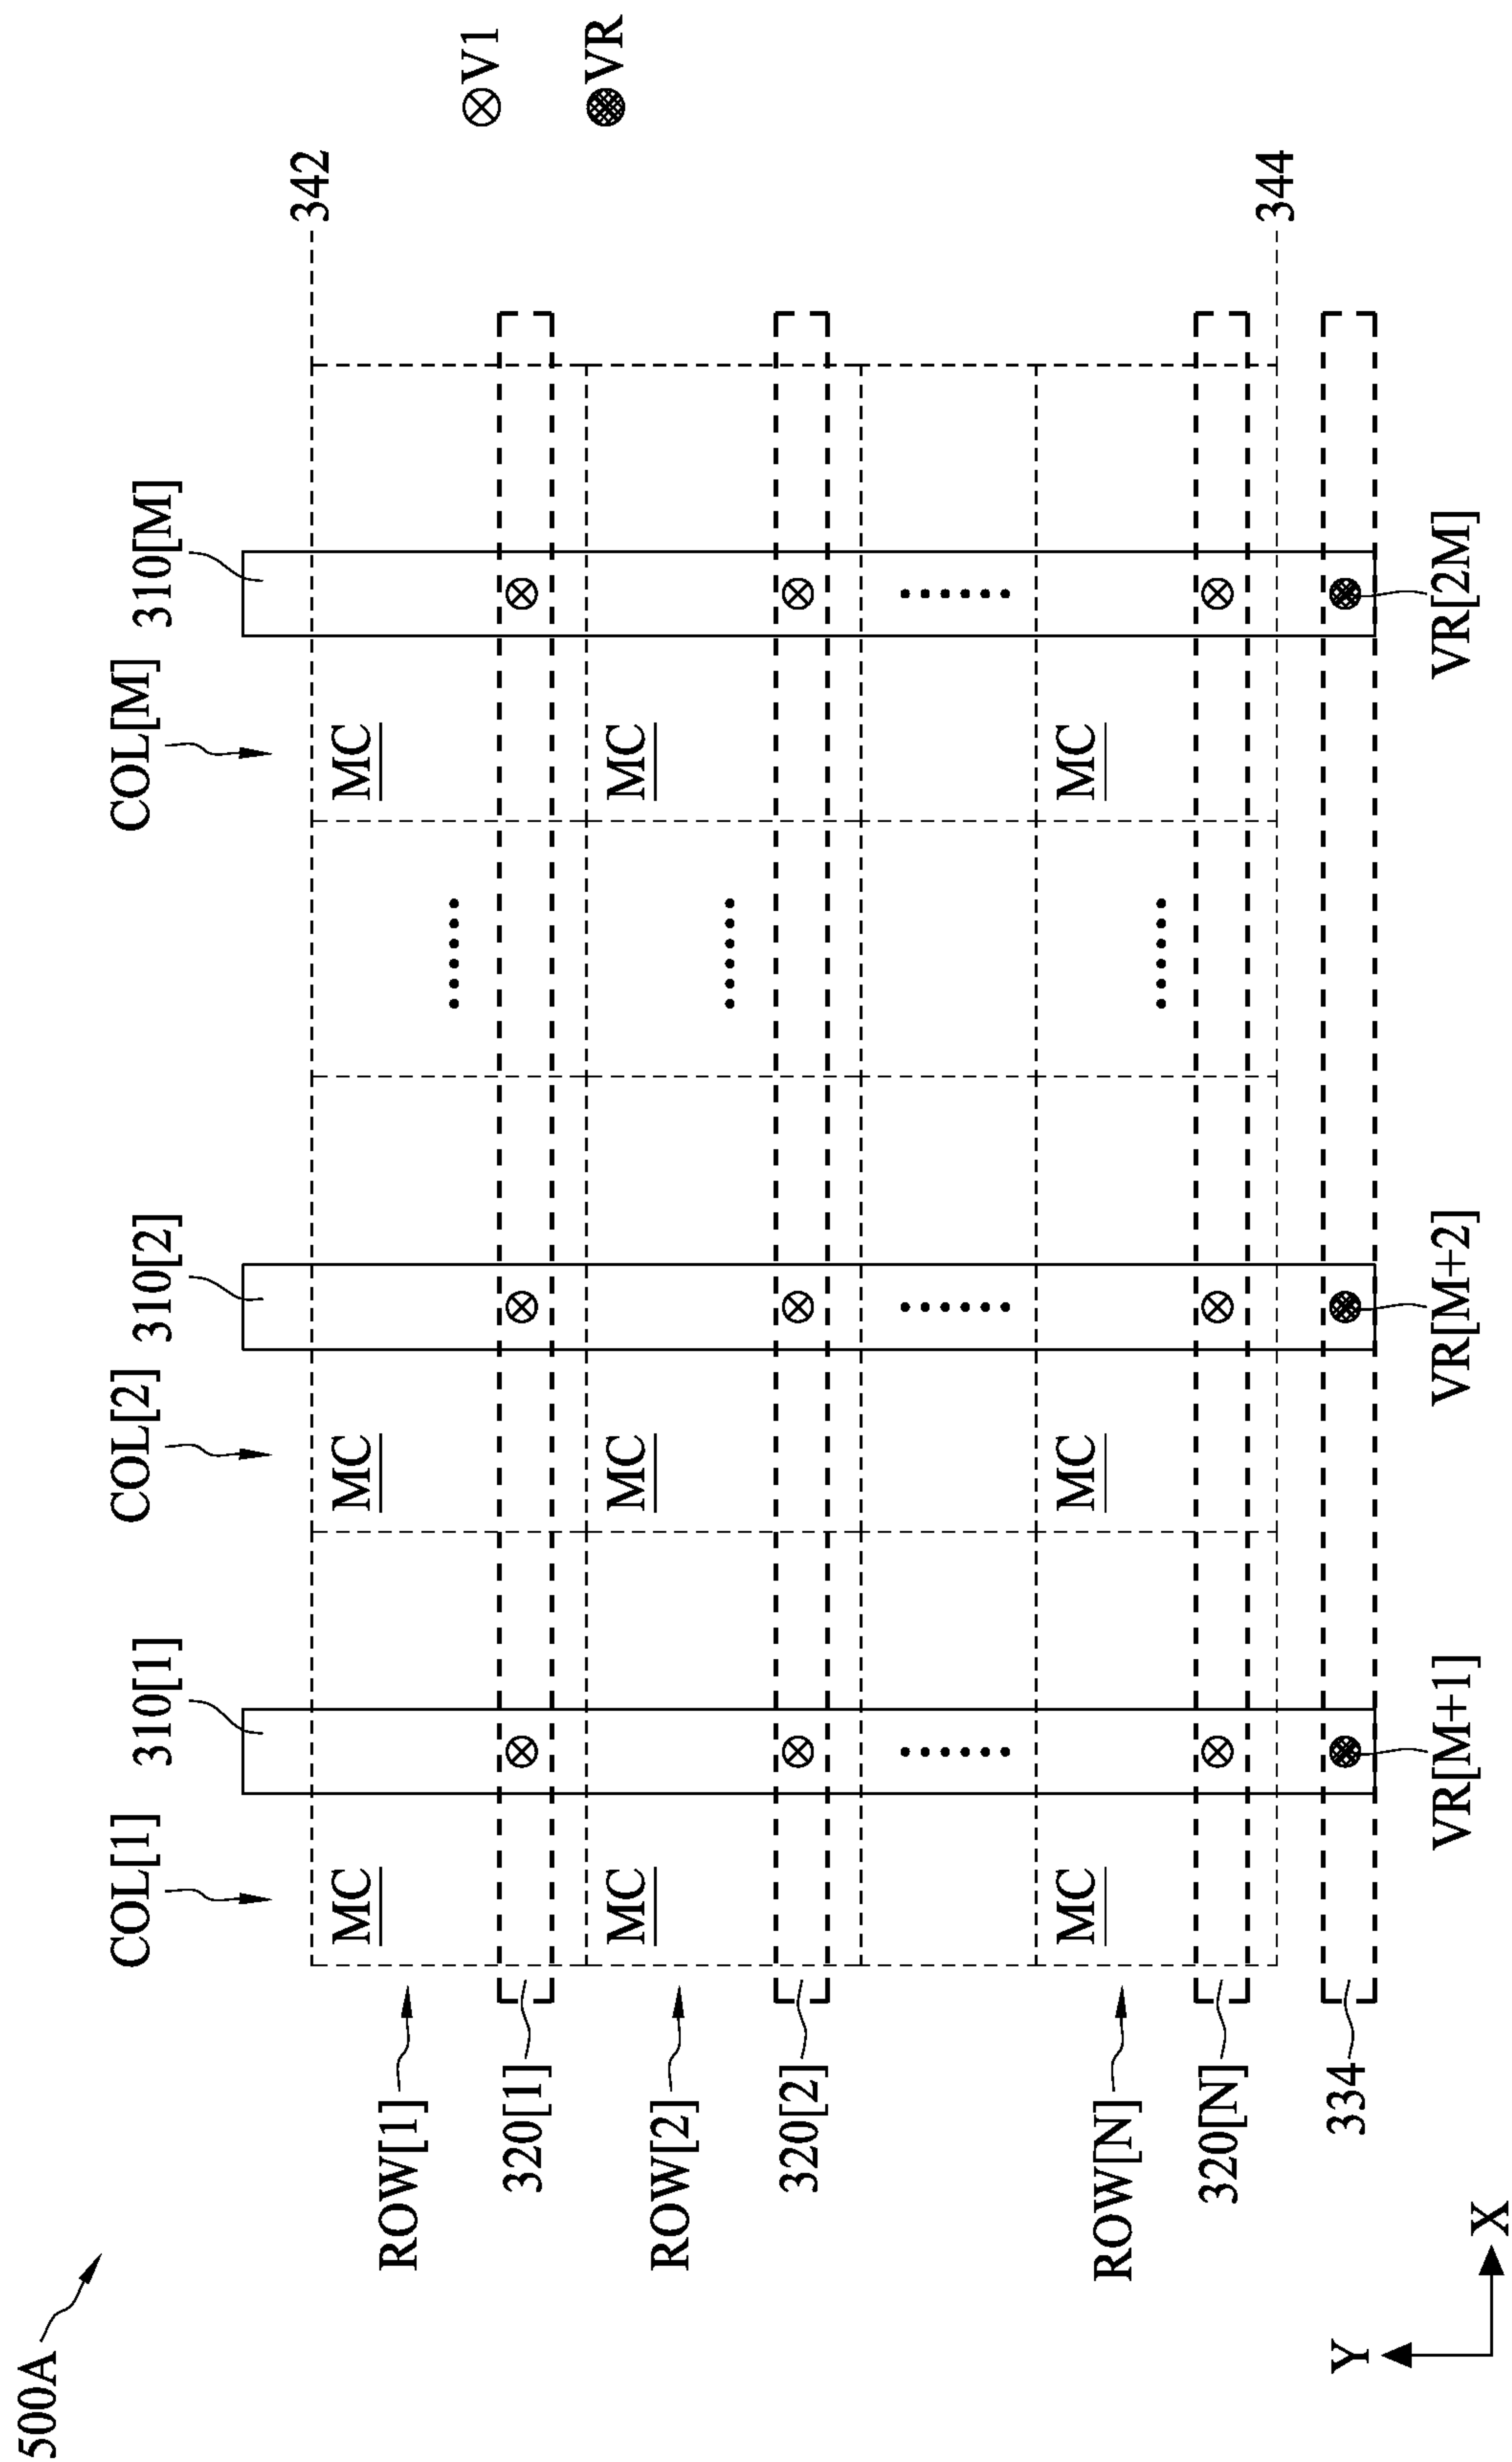 500A
COL[1]
COL[2]
COL[M]
310[1]
310[2]
310[M]
342
V1
VR
ROW[1]
MC
MC
MC
320[1]
ROW[2]
MC
MC
MC
320[2]
ROW[N]
MC
MC
MC
320[N]
344
334
VR[M+1]
VR[M+2]
VR[2M]
Y
X